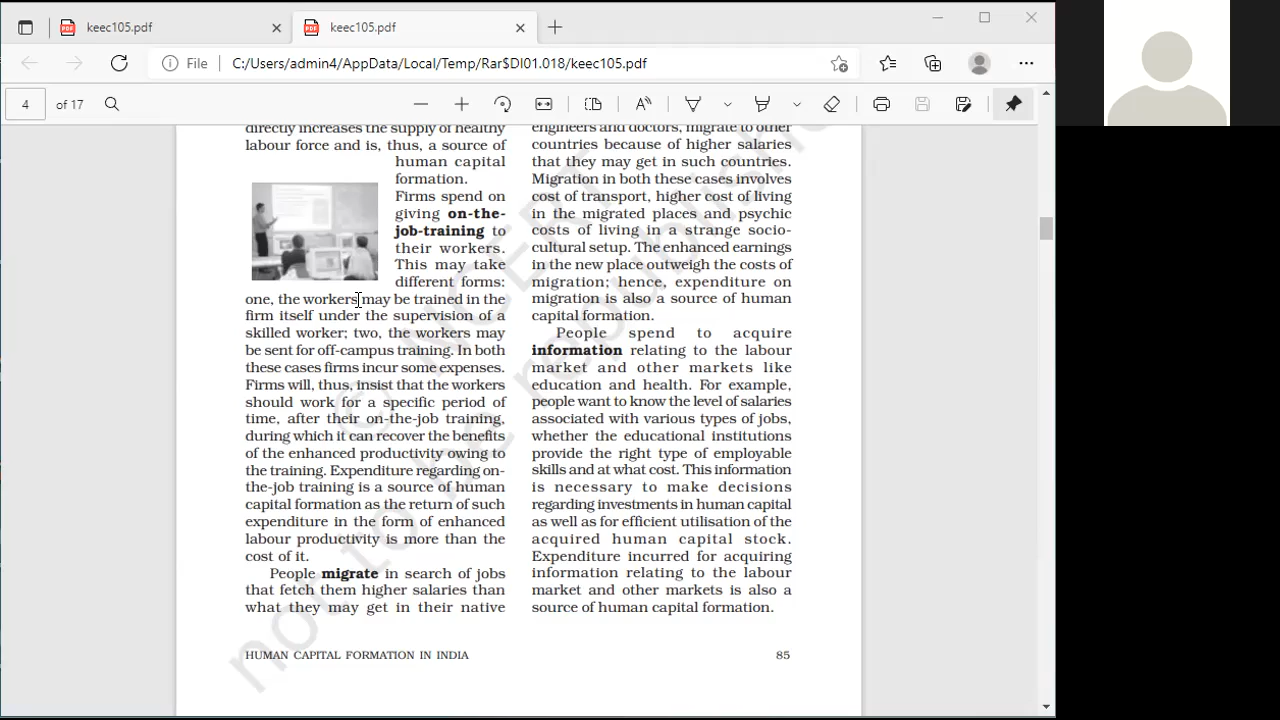 keec105.pdf
keec105.pdf
File C:/Users/admin4/AppData/Local/Temp/Rar$DI01.018/keec105.pdf
4 of 17
directly increases the supply of healthy
labour force and is, thus, a source of
human capital
formation.
Firms spend on
giving on-the-
job-training to
their workers.
This may take
different forms:
one, the workers may be trained in the
firm itself under the supervision of a
skilled worker; two, the workers may
be sent for off-campus training. In both
these cases firms incur some expenses.
Firms will, thus, insist that the workers
should work for a specific period of
time, after their on-the-job training,
during which it can recover the benefits
of the enhanced productivity owing to
the training. Expenditure regarding on-
the-job training is a source of human
capital formation as the return of such
expenditure in the form of enhanced
labour productivity is more than the
cost of it.
People migrate in search of jobs
that fetch them higher salaries than
what they may get in their native
engineers and doctors, migrate to other
countries because of higher salaries
that they may get in such countries.
Migration in both these cases involves
cost of transport, higher cost of living
in the migrated places and psychic
costs of living in a strange socio-
cultural setup. The enhanced earnings
in the new place outweigh the costs of
migration; hence, expenditure on
migration is also a source of human
capital formation.
People spend to acquire
information relating to the labour
market and other markets like
education and health. For example,
people want to know the level of salaries
associated with various types of jobs,
whether the educational institutions
provide the right type of employable
skills and at what cost. This information
is necessary to make decisions
regarding investments in human capital
as well as for efficient utilisation of the
acquired human capital stock.
Expenditure incurred for acquiring
information relating to the labour
market and other markets is also a
source of human capital formation.
HUMAN CAPITAL FORMATION IN INDIA
85
© NCERT
not to be republish